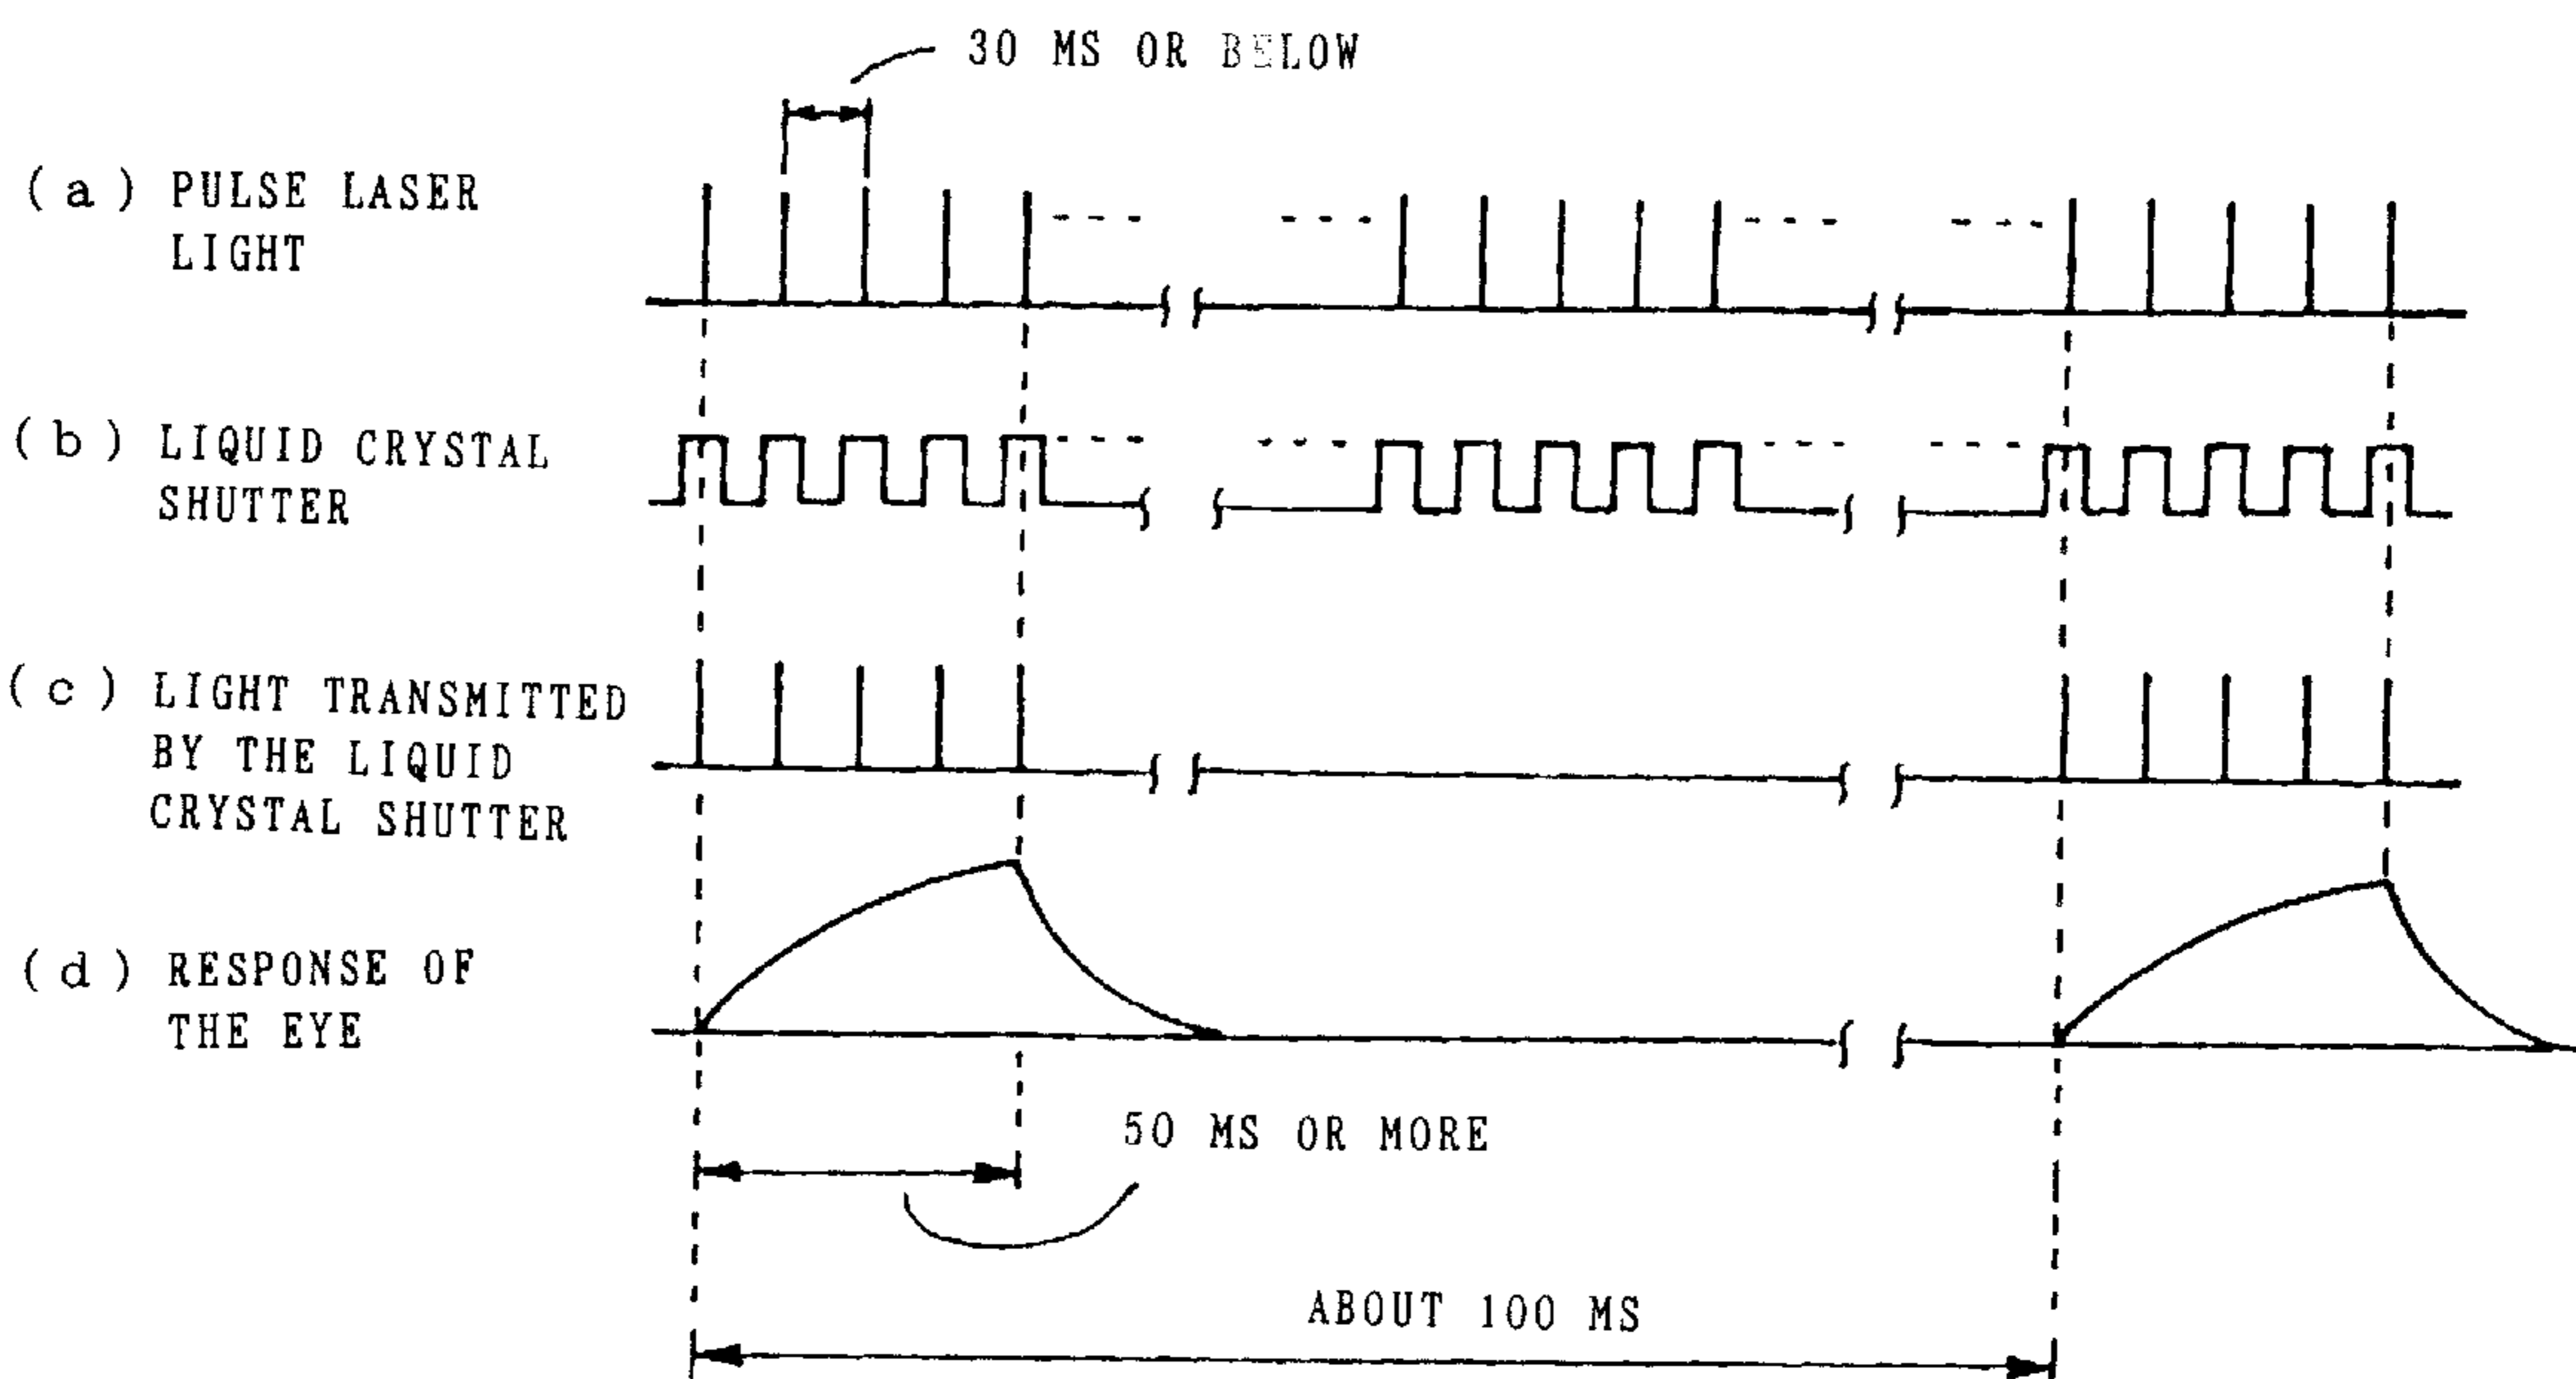 30 MS OR BELOW
(a) PULSE LASER
LIGHT
(b) LIQUID CRYSTAL
SHUTTER
(c) LIGHT TRANSMITTED
BY THE LIQUID
CRYSTAL SHUTTER
(d) RESPONSE OF
THE EYE
50 MS OR MORE
ABOUT 100 MS